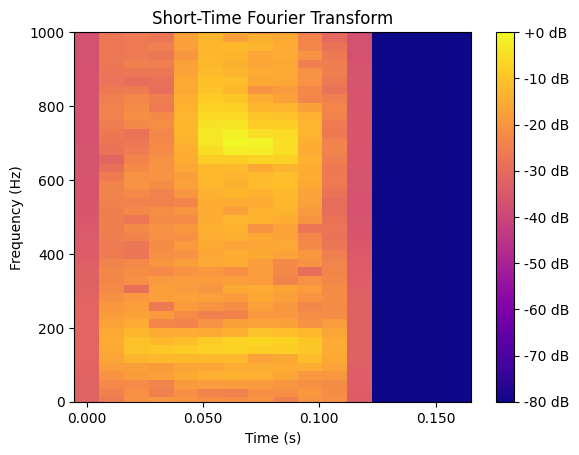 Short-Time Fourier Transform
Frequency (Hz)
1000
800
600
400
200
0
0.000
0.050
0.100
0.150
Time (s)
+0 dB
-10 dB
-20 dB
-30 dB
-40 dB
-50 dB
-60 dB
-70 dB
-80 dB